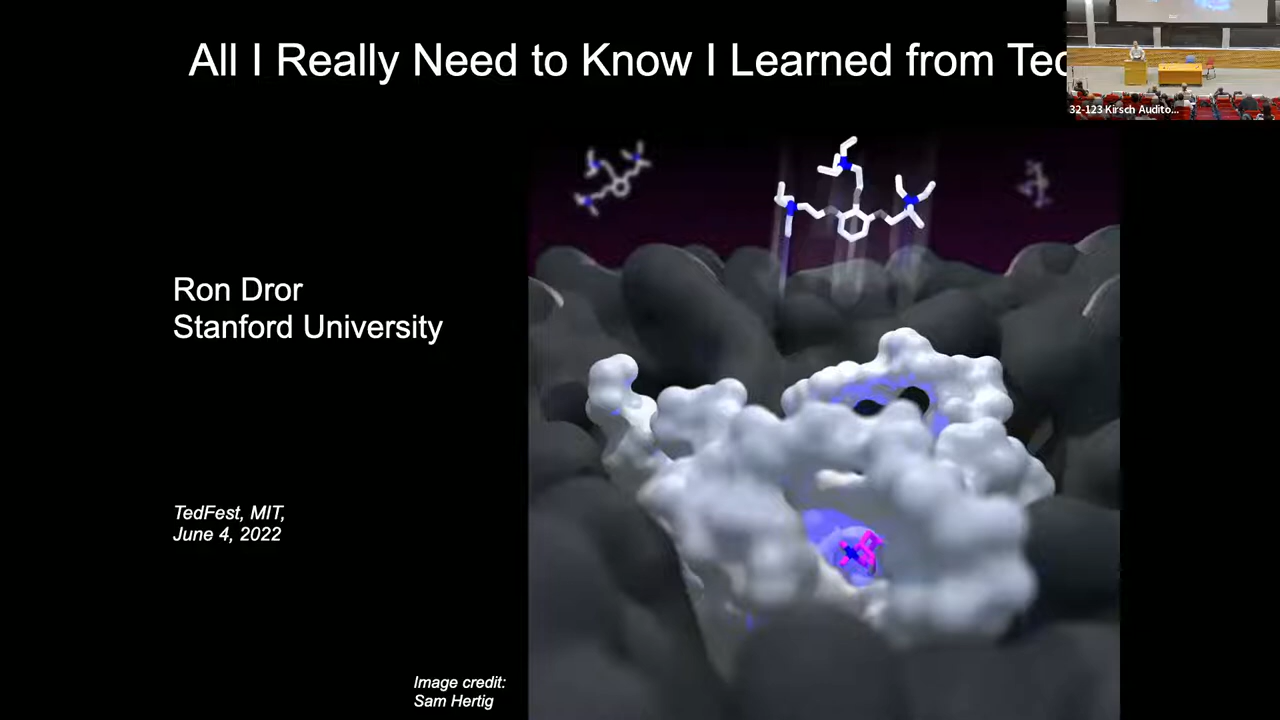 All I Really Need to Know I Learned from Ted
32-123 Kirsch Audito...
Ron Dror
Stanford University
TedFest, MIT,
June 4, 2022
Image credit:
Sam Hertig